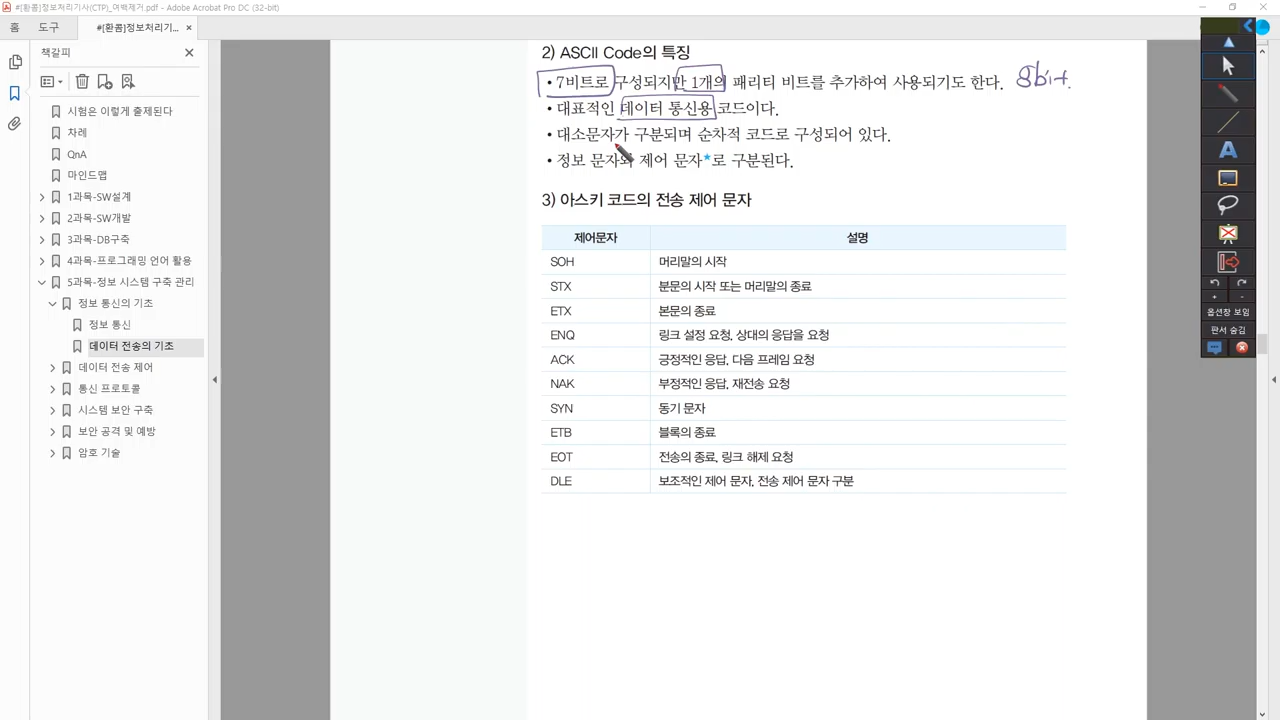 #[환콤]정보처리기사(CTP)_여백제거.pdf - Adobe Acrobat Pro DC (32-bit)
홈 도구 #[환콤]정보처리기... ×
책갈피 ×
시험은 이렇게 출제된다
차례
QnA
마인드맵
1과목-SW설계
2과목-SW개발
3과목-DB구축
4과목-프로그래밍 언어 활용
5과목-정보 시스템 구축 관리
정보 통신의 기초
정보 통신
데이터 전송의 기초
데이터 전송 제어
통신 프로토콜
시스템 보안 구축
보안 공격 및 예방
암호 기술
2) ASCII Code의 특징
• 7비트로 구성되지만 1개의 패리티 비트를 추가하여 사용되기도 한다. 8bit
• 대표적인 데이터 통신용 코드이다.
• 대소문자가 구분되며 순차적 코드로 구성되어 있다.
• 정보 문자와 제어 문자★로 구분된다.
3) 아스키 코드의 전송 제어 문자
제어문자 설명
SOH 머리말의 시작
STX 본문의 시작 또는 머리말의 종료
ETX 본문의 종료
ENQ 링크 설정 요청, 상대의 응답을 요청
ACK 긍정적인 응답, 다음 프레임 요청
NAK 부정적인 응답, 재전송 요청
SYN 동기 문자
ETB 블록의 종료
EOT 전송의 종료, 링크 해제 요청
DLE 보조적인 제어 문자, 전송 제어 문자 구분
A
+ -
옵션창 보임
판서 숨김